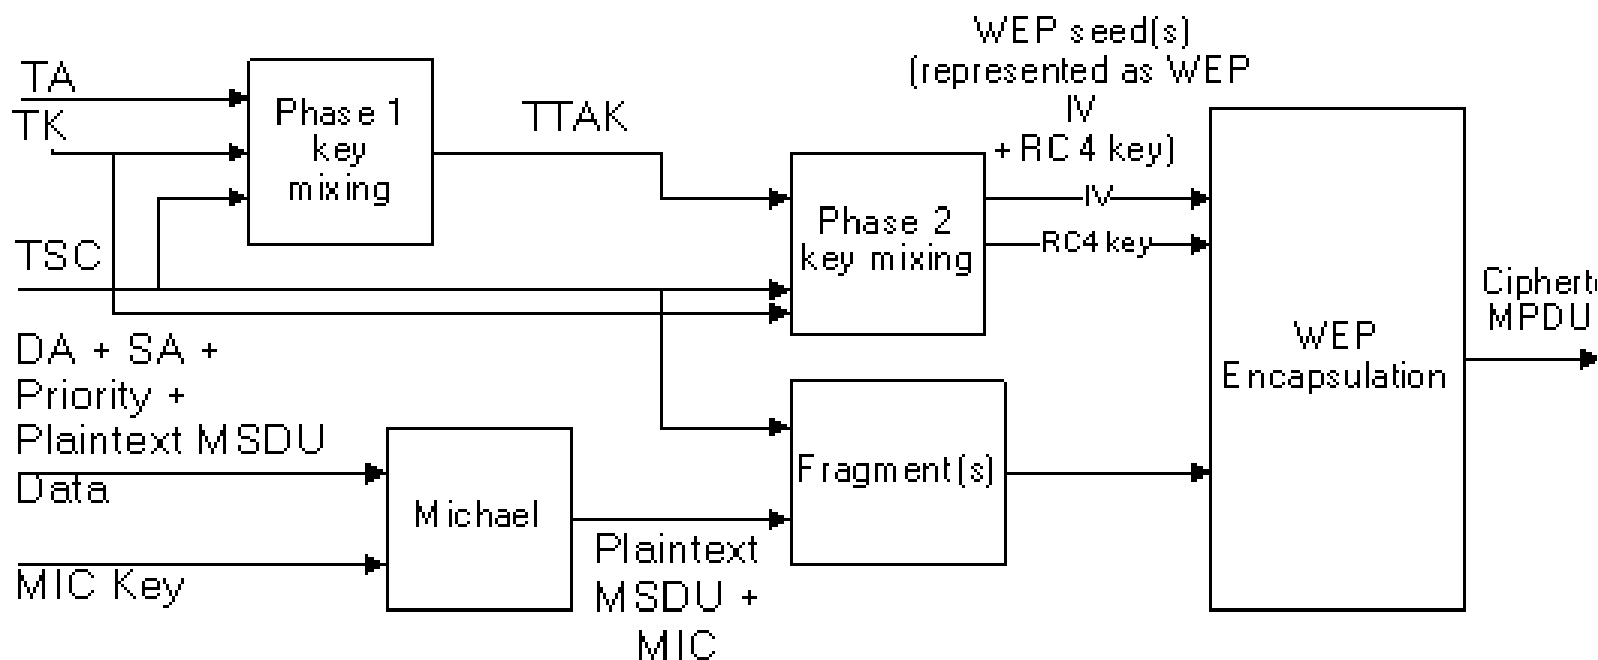 WEP seed(s)
(represented as WEP
IV
+ RC4 key)
TA
TK
Phase 1
key
mixing
TTAK
Phase 2
key mixing
IV
RC4 key
TSC
DA + SA +
Priority +
Plaintext MSDU
Data
MIC Key
Michael
Plaintext
MSDU +
MIC
Fragment(s)
WEP
Encapsulation
MPDU